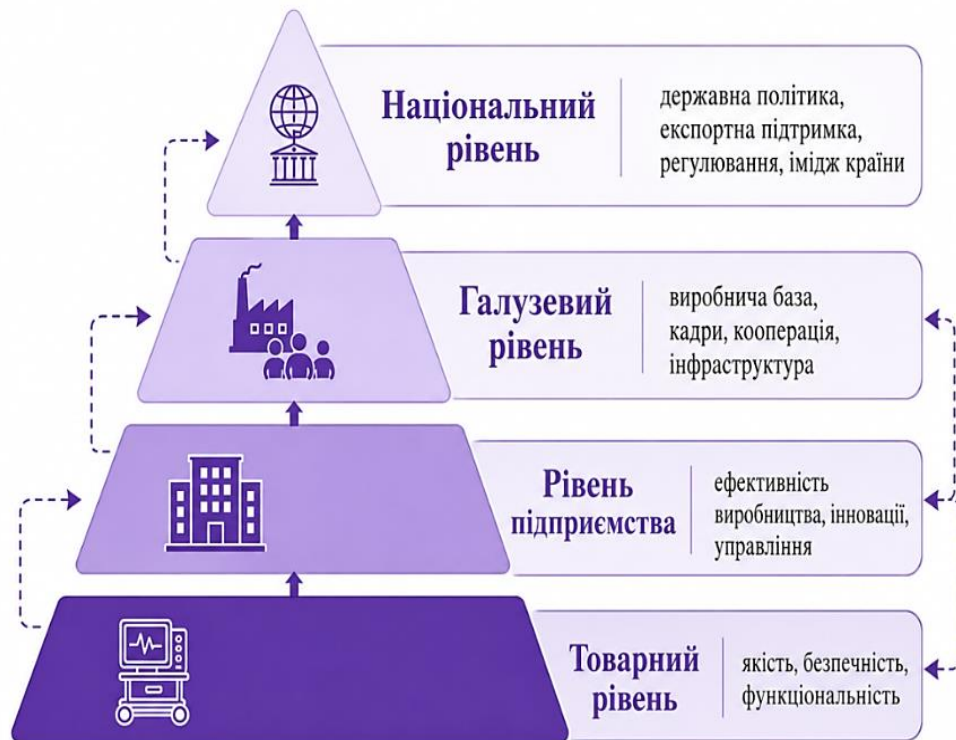 Національний
рівень
державна політика,
експортна підтримка,
регулювання, імідж країни
Галузевий
рівень
виробнича база,
кадри, кооперація,
інфраструктура
Рівень
підприємства
ефективність
виробництва, інновації,
управління
Товарний
рівень
якість, безпечність,
функціональність